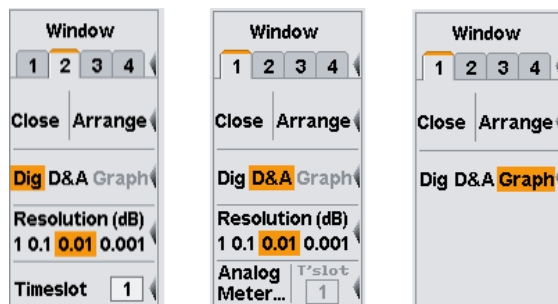 Window
1 2 3 4
Close Arrange
Dig D&A Graph
Resolution (dB)
1 0.1 0.01 0.001
Timeslot 1
Window
1 2 3 4
Close Arrange
Dig D&A Graph
Resolution (dB)
1 0.1 0.01 0.001
Analog T'slot
Meter... 1
Window
1 2 3 4
Close Arrange
Dig D&A Graph